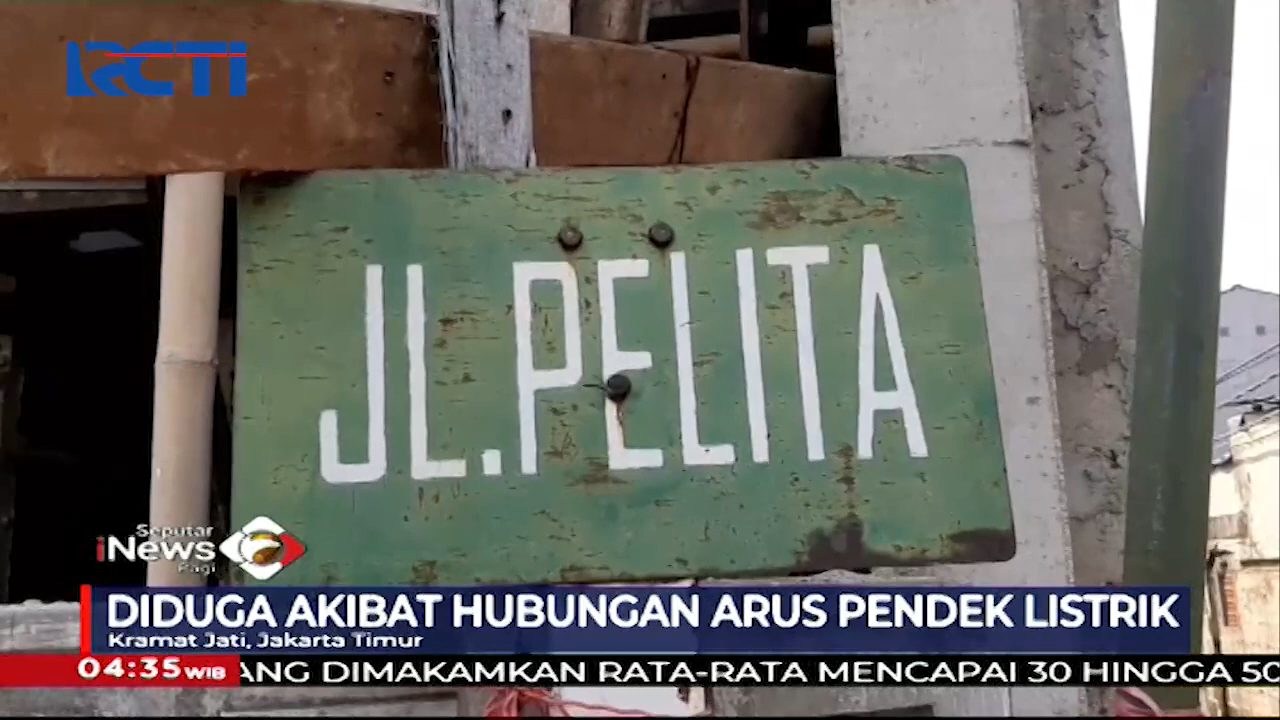 RCTI
JL.PELITA
Seputar
iNews
Pagi
DIDUGA AKIBAT HUBUNGAN ARUS PENDEK LISTRIK
Kramat Jati, Jakarta Timur
04:35 WIB
ANG DIMAKAMKAN RATA-RATA MENCAPAI 30 HINGGA 50